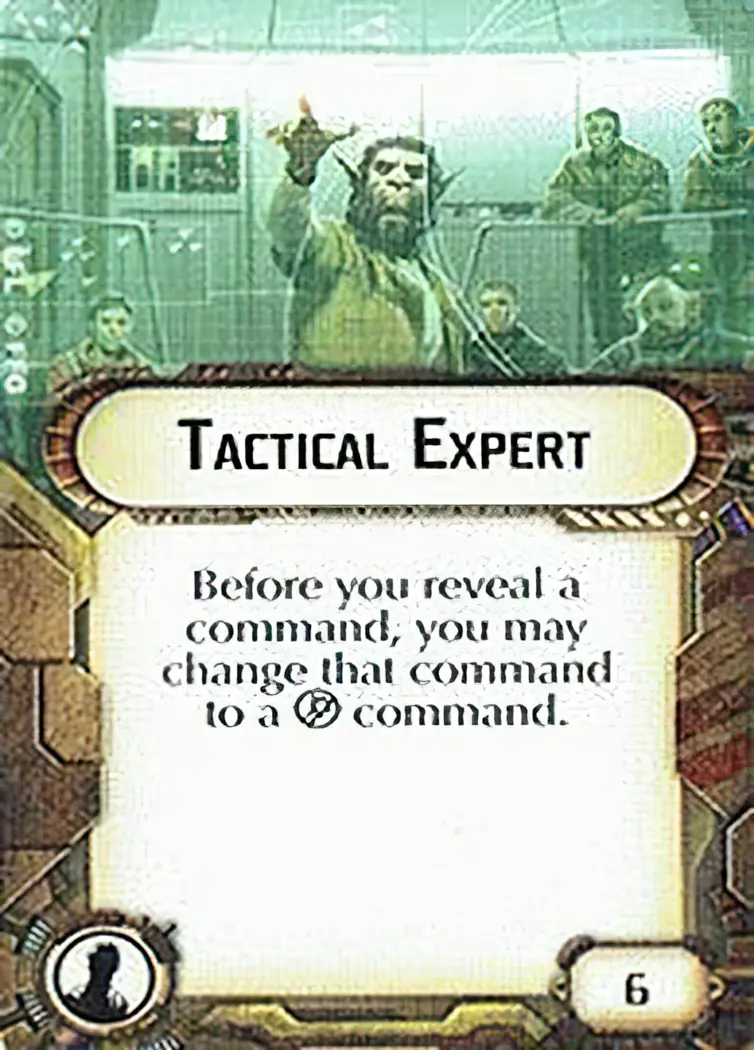 TACTICAL EXPERT
Before you reveal a
command, you may
change that command
to a command.
6